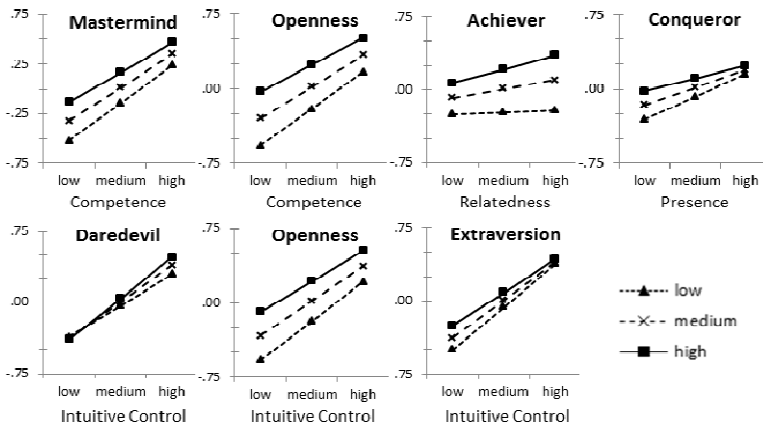 Mastermind
.75
.25
-.25
-.75
low medium high
Competence
Openness
.75
.00
-.75
low medium high
Competence
Achiever
.75
.00
-.75
low medium high
Relatedness
Conqueror
.75
.00
-.75
low medium high
Presence
Daredevil
.75
.00
-.75
low medium high
Intuitive Control
Openness
.75
.00
-.75
low medium high
Intuitive Control
Extraversion
.75
.00
-.75
low medium high
Intuitive Control
low
medium
high